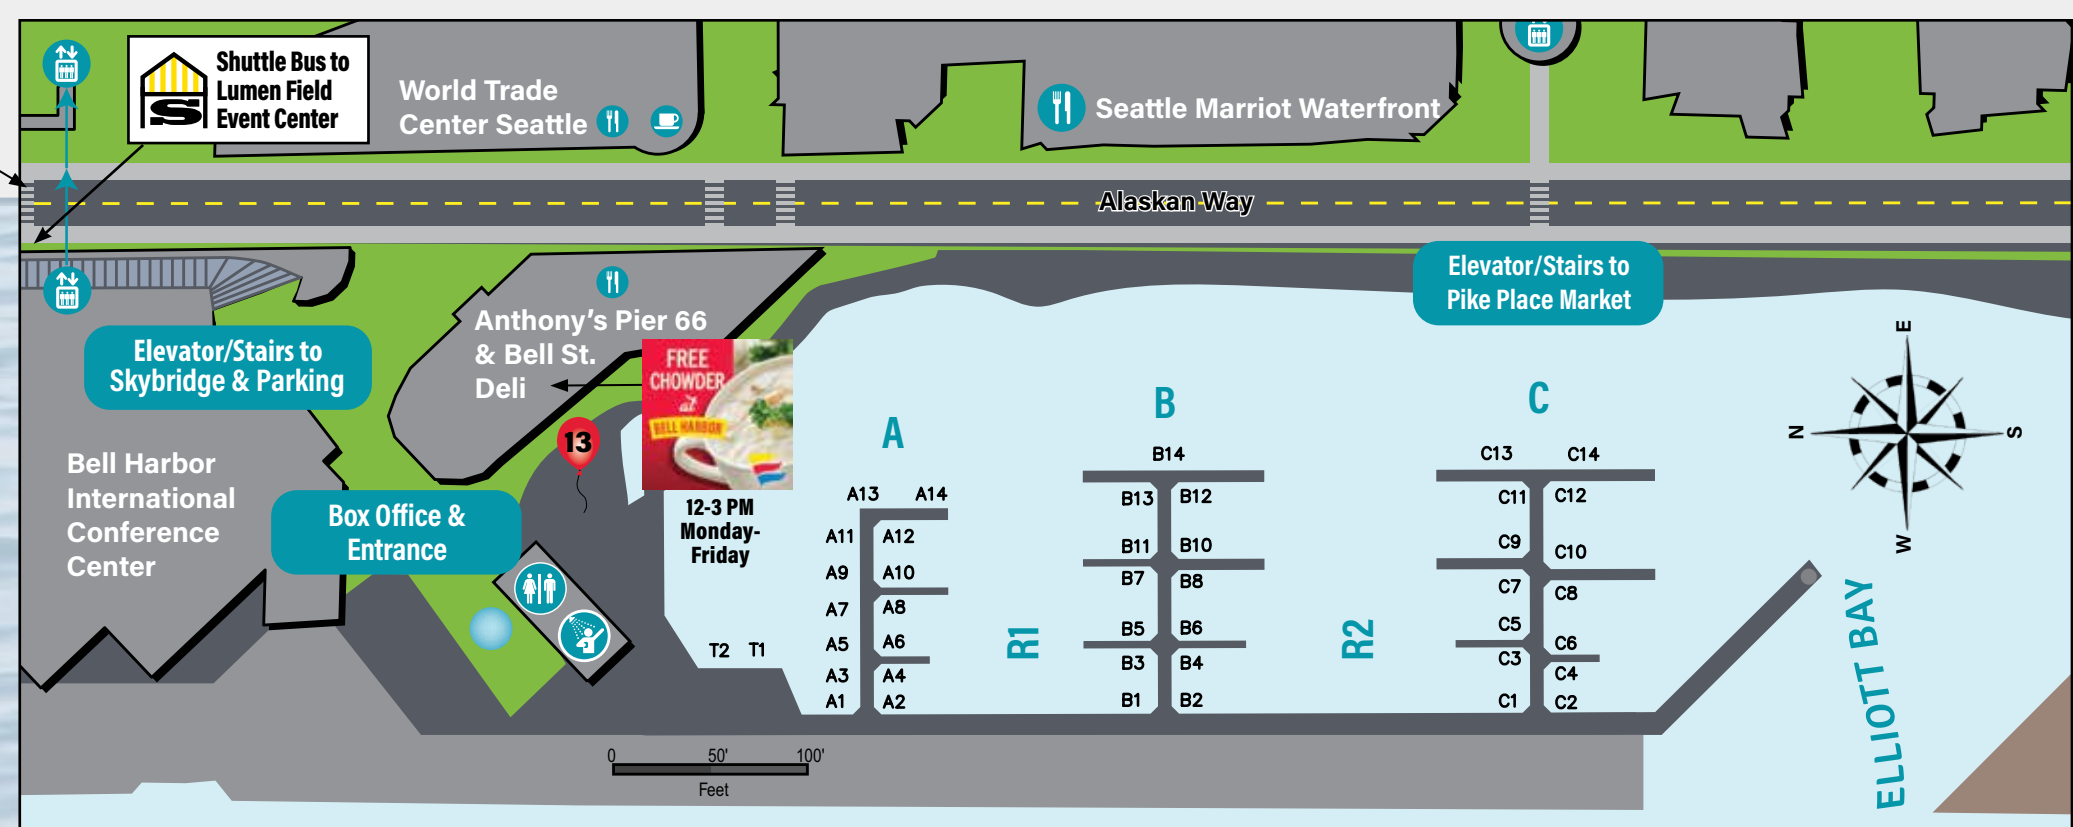 Shuttle Bus to
Lumen Field
Event Center
S
World Trade
Center Seattle
Seattle Marriot Waterfront
Alaskan Way
Elevator/Stairs to
Pike Place Market
Elevator/Stairs to
Skybridge & Parking
Anthony's Pier 66
& Bell St.
Deli
FREE
CHOWDER
at
BELL HARBOR
12-3 PM
Monday-
Friday
13
Bell Harbor
International
Conference
Center
Box Office &
Entrance
T2 T1
A
A13 A14
A11 A12
A9 A10
A7 A8
A5 A6
A3 A4
A1 A2
R1
B
B14
B13 B12
B11 B10
B7 B8
B5 B6
B3 B4
B1 B2
R2
C
C13 C14
C11 C12
C9 C10
C7 C8
C5 C6
C3 C4
C1 C2
E
N S
W
ELLIOTT BAY
0 50' 100'
Feet